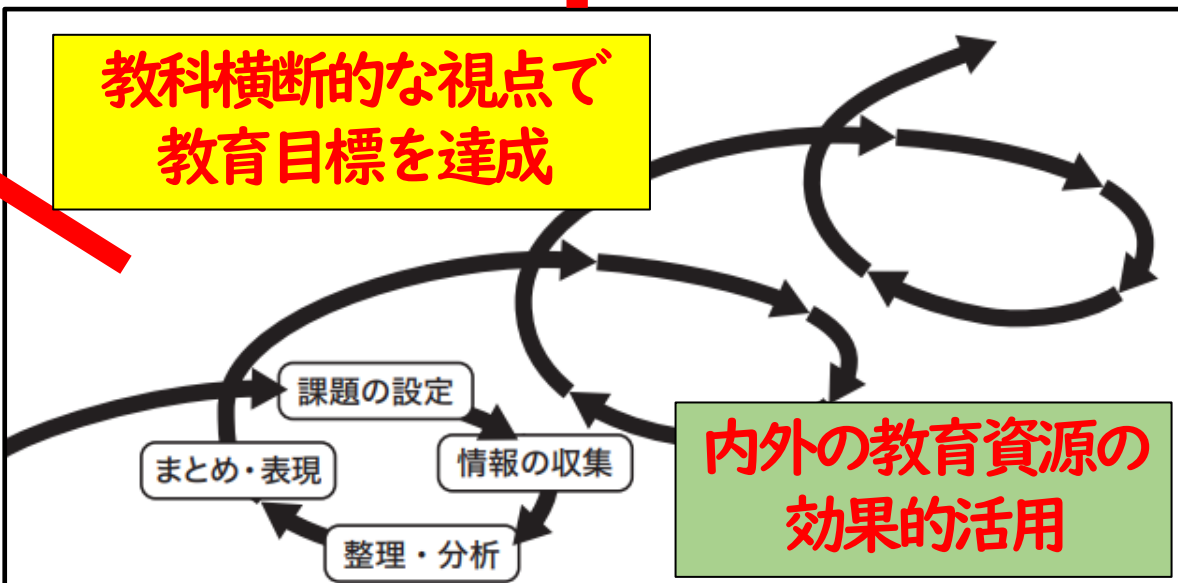 教科横断的な視点で
教育目標を達成
課題の設定
情報の収集
まとめ・表現
整理・分析
内外の教育資源の
効果的活用